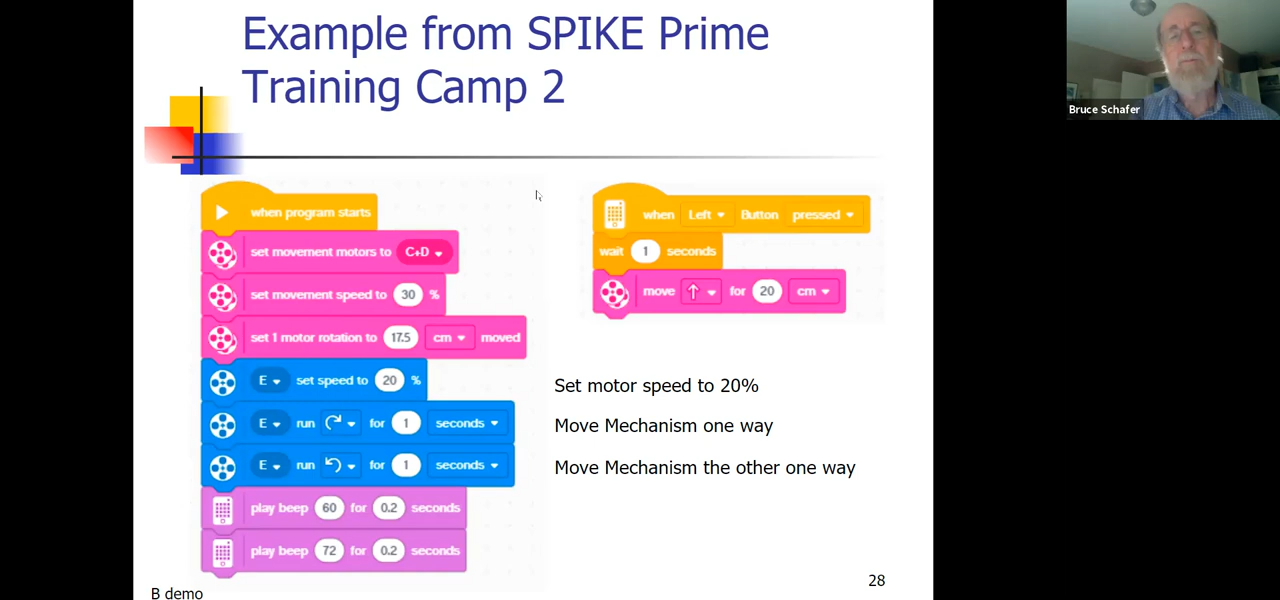 Example from SPIKE Prime
Training Camp 2
Bruce Schafer
when program starts
set movement motors to C+D
set movement speed to 30 %
set 1 motor rotation to 17.5 cm moved
E set speed to 20 %
E run for 1 seconds
E run for 1 seconds
play beep 60 for 0.2 seconds
play beep 72 for 0.2 seconds
when Left Button pressed
wait 1 seconds
move for 20 cm
Set motor speed to 20%
Move Mechanism one way
Move Mechanism the other one way
B demo
28